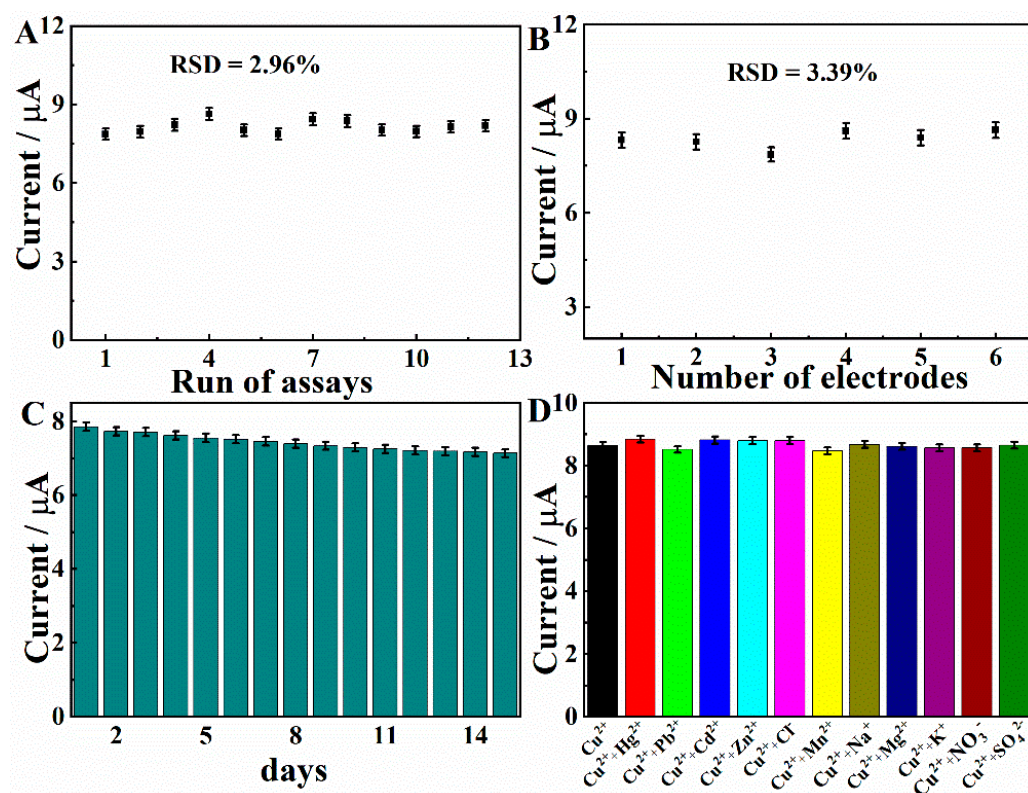 A
12
9
6
3
0
Current / μA
RSD = 2.96%
1 4 7 10 13
Run of assays
B
12
9
6
3
Current / μA
RSD = 3.39%
1 2 3 4 5 6
Number of electrodes
C
8
6
4
2
0
Current / μA
2 5 8 11 14
days
D
10
8
6
4
2
0
Current / μA
Cu²⁺
Cu²⁺+Hg²⁺
Cu²⁺+Pb²⁺
Cu²⁺+Cd²⁺
Cu²⁺+Zn²⁺
Cu²⁺+Cl⁻
Cu²⁺+Mn²⁺
Cu²⁺+Na⁺
Cu²⁺+Mg²⁺
Cu²⁺+K⁺
Cu²⁺+NO₃⁻
Cu²⁺+SO₄²⁻